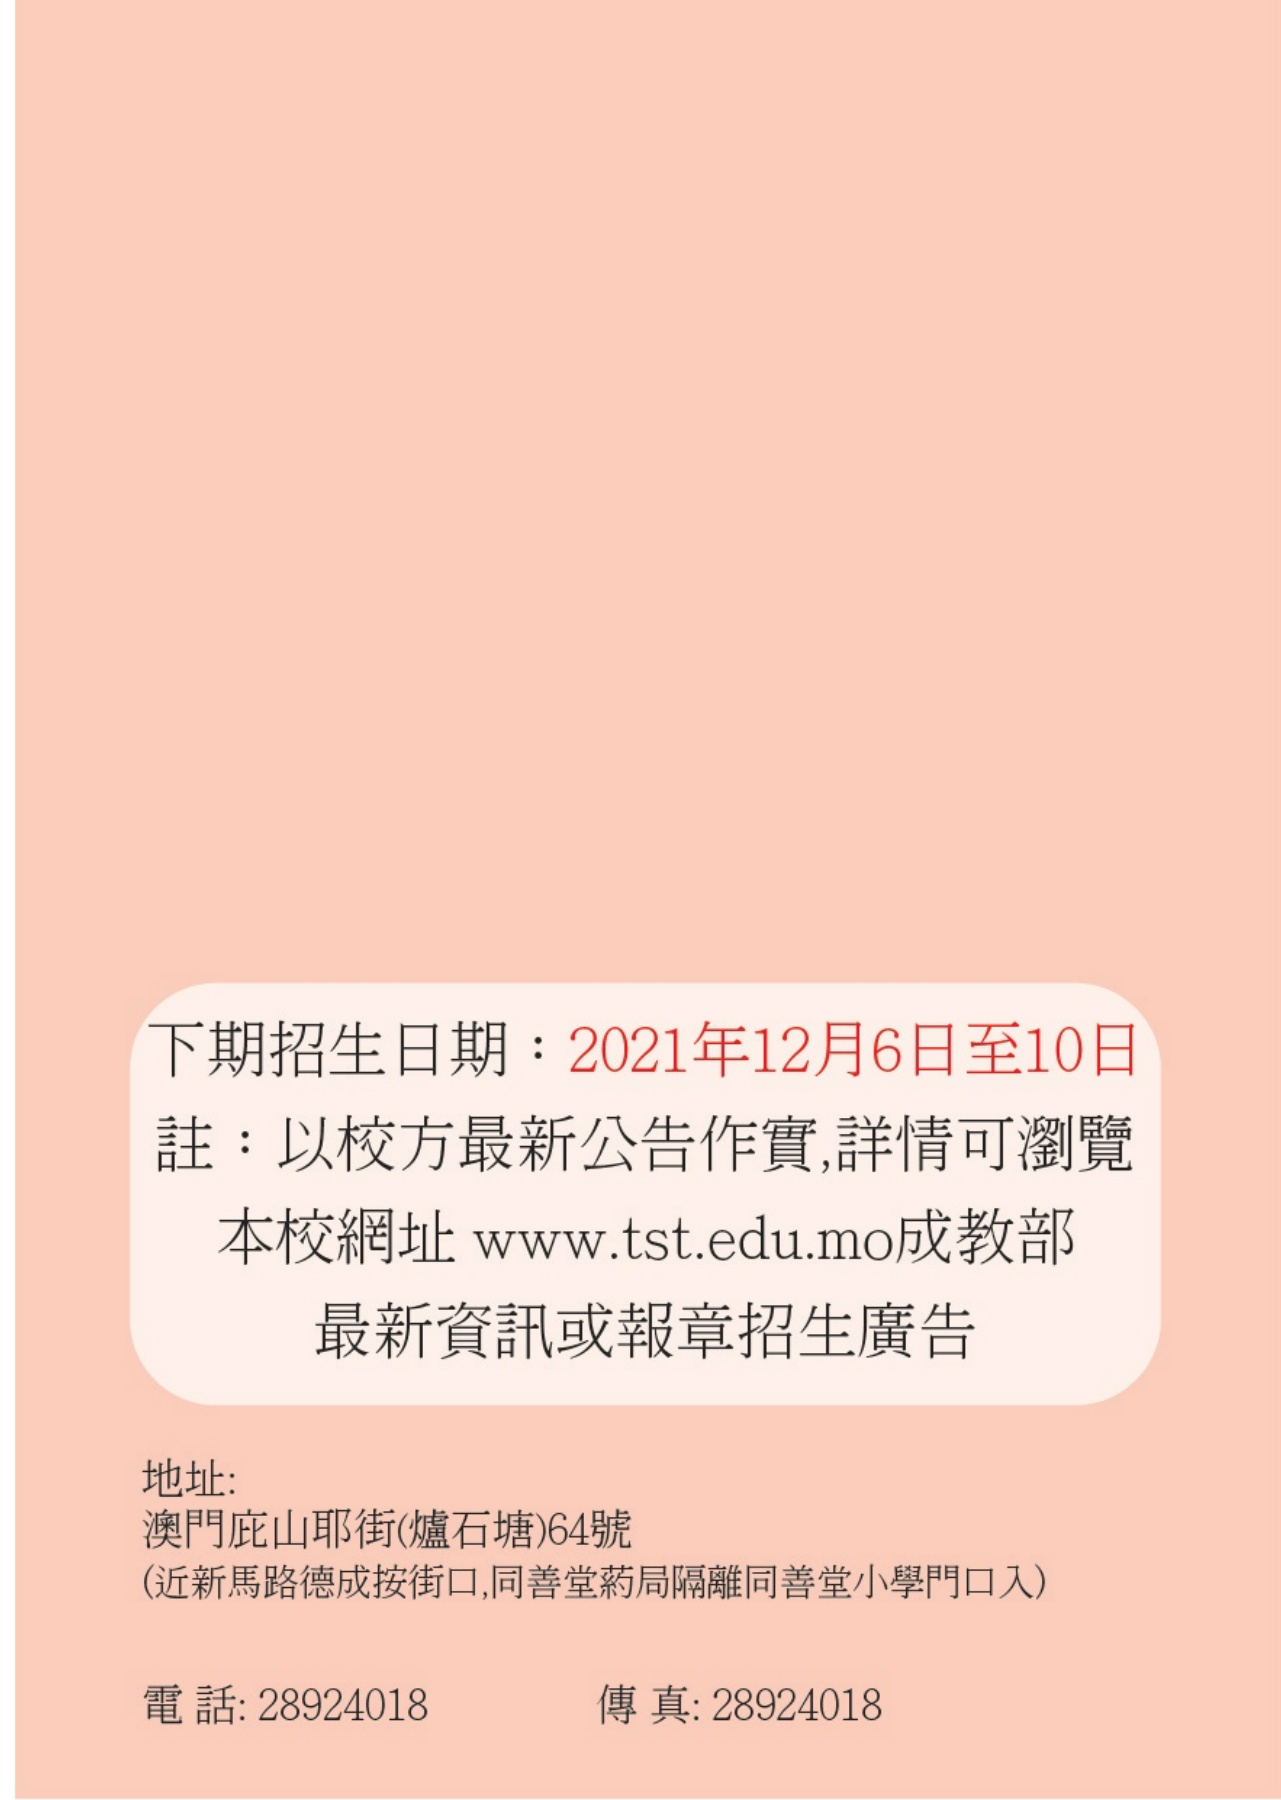 下期招生日期：2021年12月6日至10日
註：以校方最新公告作實,詳情可瀏覽
本校網址 www.tst.edu.mo成教部
最新資訊或報章招生廣告
地址:
澳門庇山耶街(爐石塘)64號
(近新馬路德成按街口,同善堂葯局隔離同善堂小學門口入)
電 話: 28924018 傳 真: 28924018